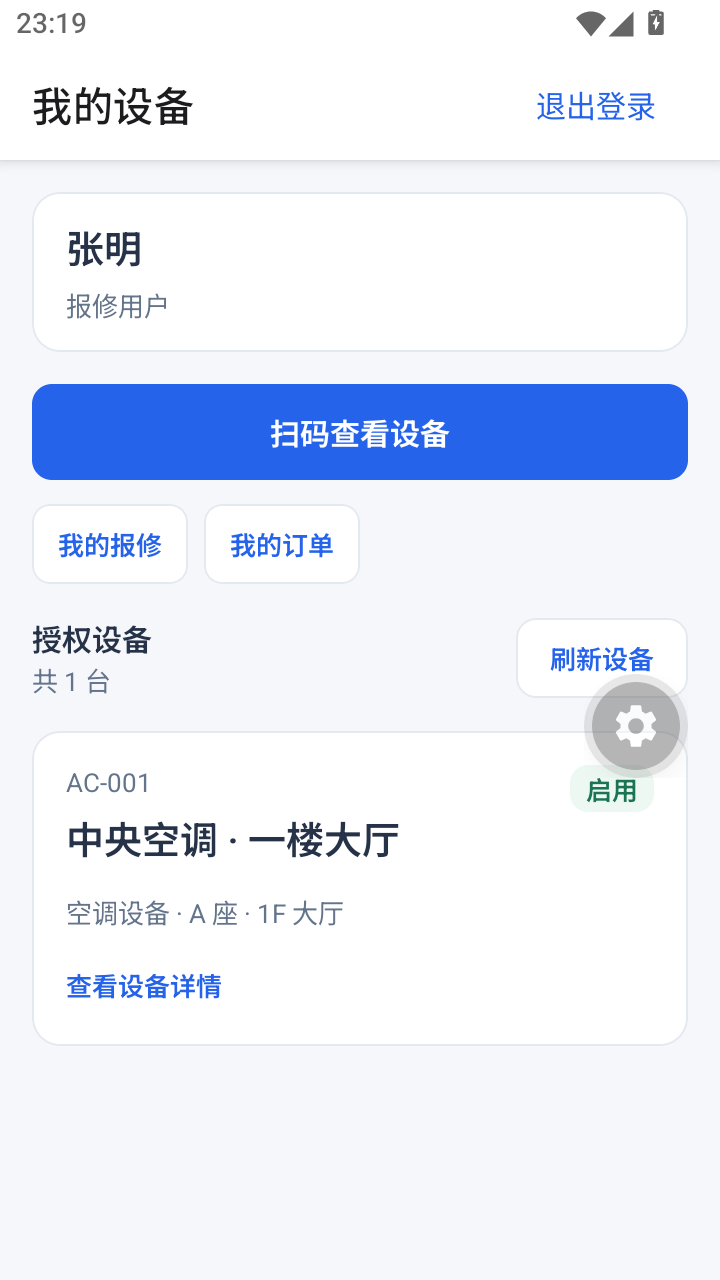 23:19
我的设备
退出登录
张明
报修用户
扫码查看设备
我的报修
我的订单
授权设备
共 1 台
刷新设备
AC-001
启用
中央空调 · 一楼大厅
空调设备 · A 座 · 1F 大厅
查看设备详情